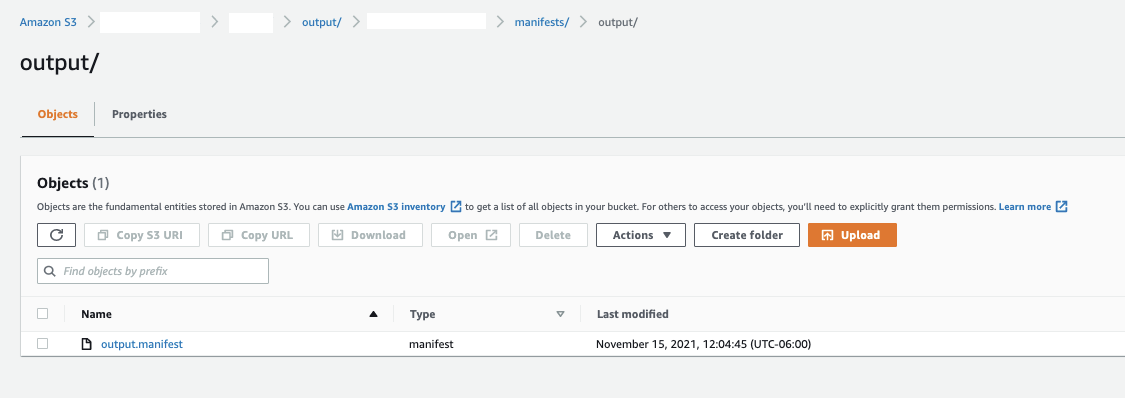 Amazon S3 > > > output/ > > manifests/ > output/
output/
Objects Properties
Objects (1)
Objects are the fundamental entities stored in Amazon S3. You can use Amazon S3 inventory to get a list of all objects in your bucket. For others to access your objects, you'll need to explicitly grant them permissions. Learn more
Copy S3 URI Copy URL Download Open Delete Actions Create folder Upload
Find objects by prefix
Name Type Last modified
output.manifest manifest November 15, 2021, 12:04:45 (UTC-06:00)